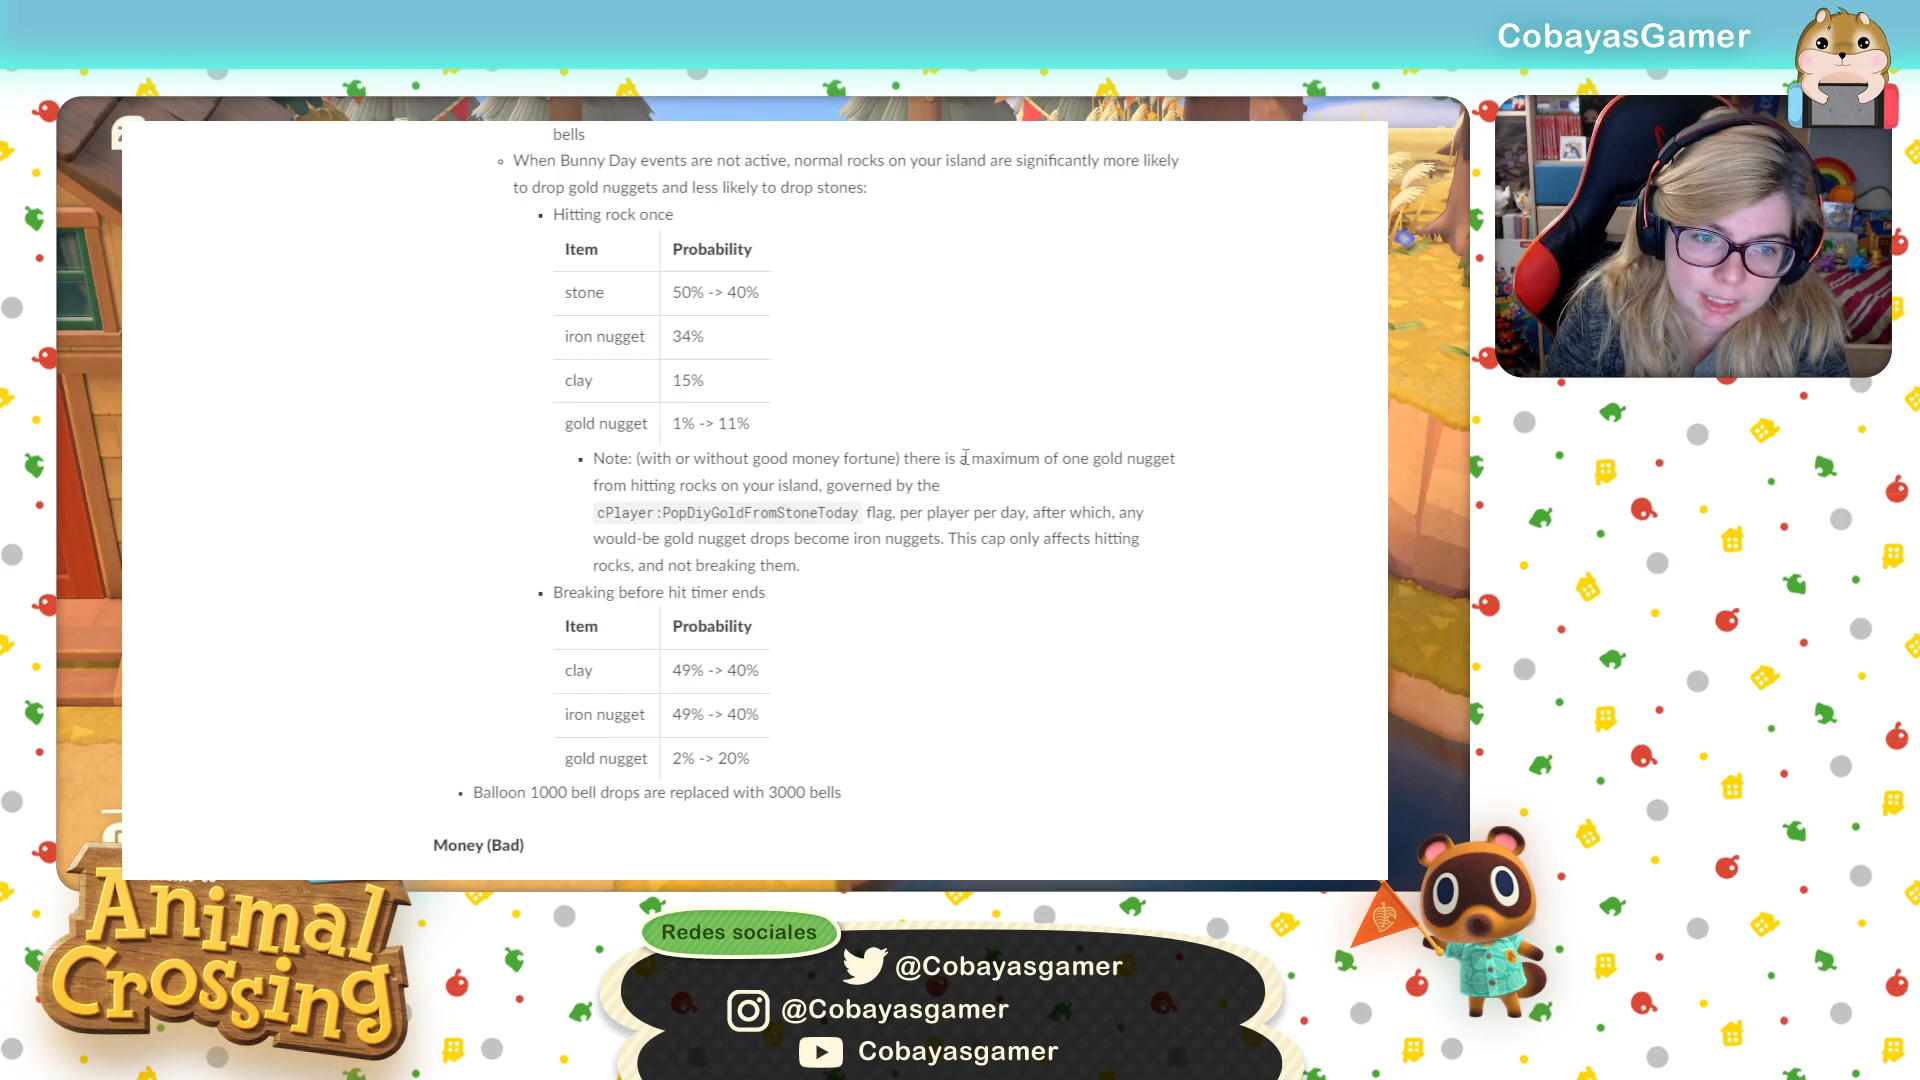 CobayasGamer
bells
When Bunny Day events are not active, normal rocks on your island are significantly more likely
to drop gold nuggets and less likely to drop stones:
Hitting rock once
Item Probability
stone 50% -> 40%
iron nugget 34%
clay 15%
gold nugget 1% -> 11%
Note: (with or without good money fortune) there is a maximum of one gold nugget
from hitting rocks on your island, governed by the
cPlayer:PopDiyGoldFromStoneToday flag, per player per day, after which, any
would-be gold nugget drops become iron nuggets. This cap only affects hitting
rocks, and not breaking them.
Breaking before hit timer ends
Item Probability
clay 49% -> 40%
iron nugget 49% -> 40%
gold nugget 2% -> 20%
Balloon 1000 bell drops are replaced with 3000 bells
Money (Bad)
Animal
Crossing
Redes sociales
@Cobayasgamer
@Cobayasgamer
Cobayasgamer